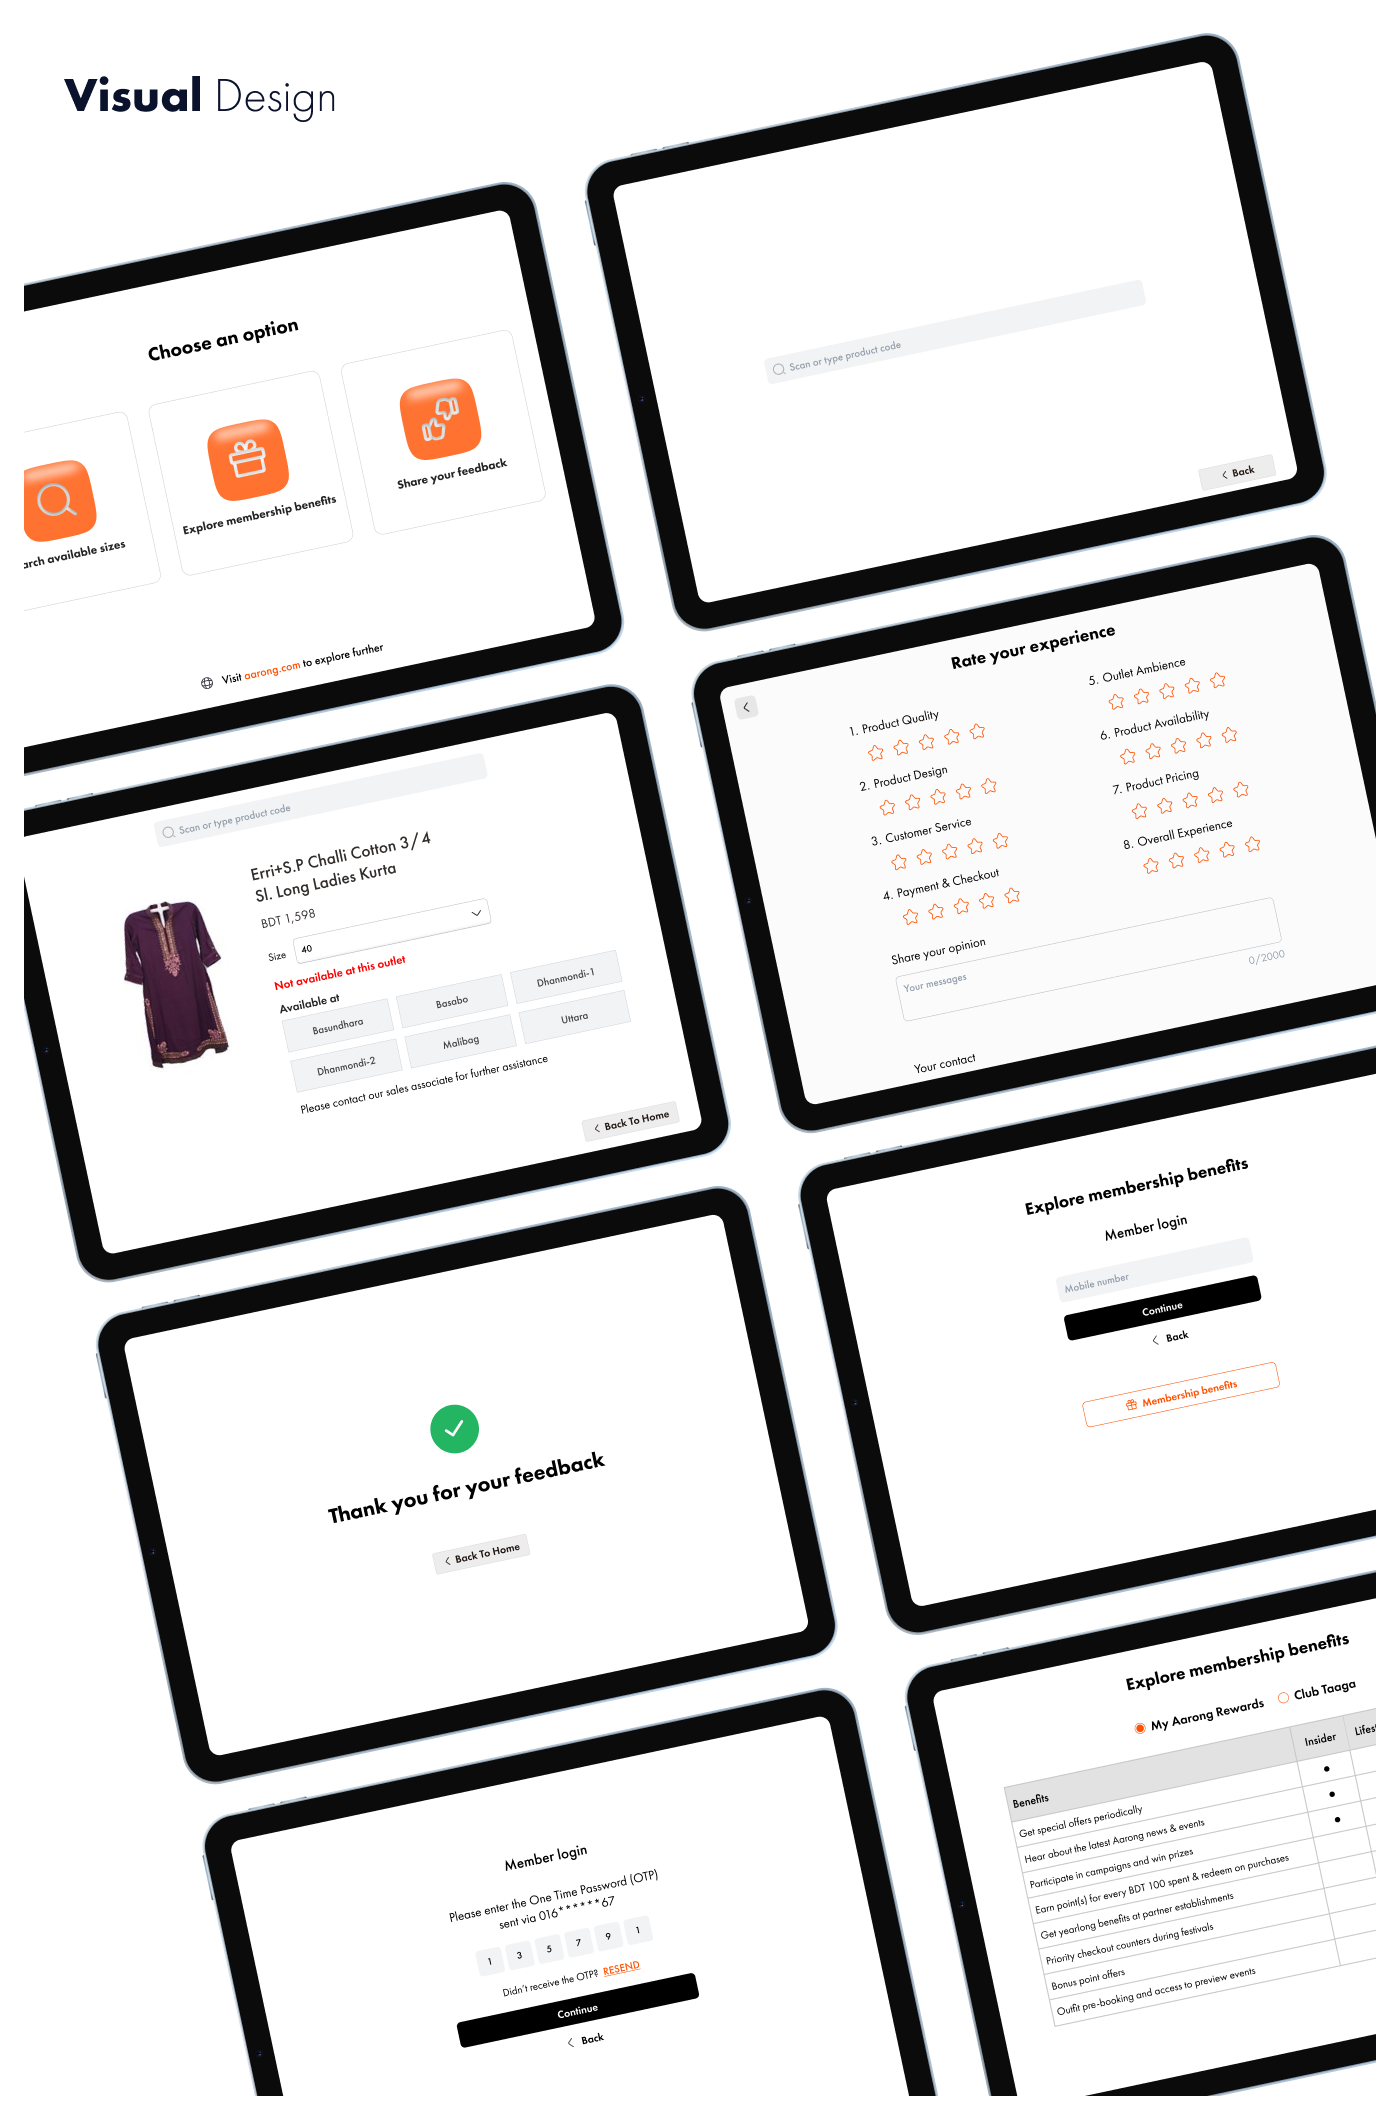 Visual Design
Choose an option
arch available sizes
Explore membership benefits
Share your feedback
Visit aarong.com to explore further
Scan or type product code
Back
Scan or type product code
Erri+S.P Challi Cotton 3/4
Sl. Long Ladies Kurta
BDT 1,598
Size
40
Not available at this outlet
Available at
Basundhara
Basabo
Dhanmondi-1
Dhanmondi-2
Malibag
Uttara
Please contact our sales associate for further assistance
Back To Home
Rate your experience
1. Product Quality
2. Product Design
3. Customer Service
4. Payment & Checkout
5. Outlet Ambience
6. Product Availability
7. Product Pricing
8. Overall Experience
Share your opinion
Your messages
0/2000
Your contact
Thank you for your feedback
Back To Home
Explore membership benefits
Member login
Mobile number
Continue
Back
Membership benefits
Member login
Please enter the One Time Password (OTP)
sent via 016******67
1 3 5 7 9 1
Didn't receive the OTP? RESEND
Continue
Back
Explore membership benefits
My Aarong Rewards
Club Taaga
Benefits
Insider
Lifest
Get special offers periodically
Hear about the latest Aarong news & events
Participate in campaigns and win prizes
Earn point(s) for every BDT 100 spent & redeem on purchases
Get yearlong benefits at partner establishments
Priority checkout counters during festivals
Bonus point offers
Outfit pre-booking and access to preview events